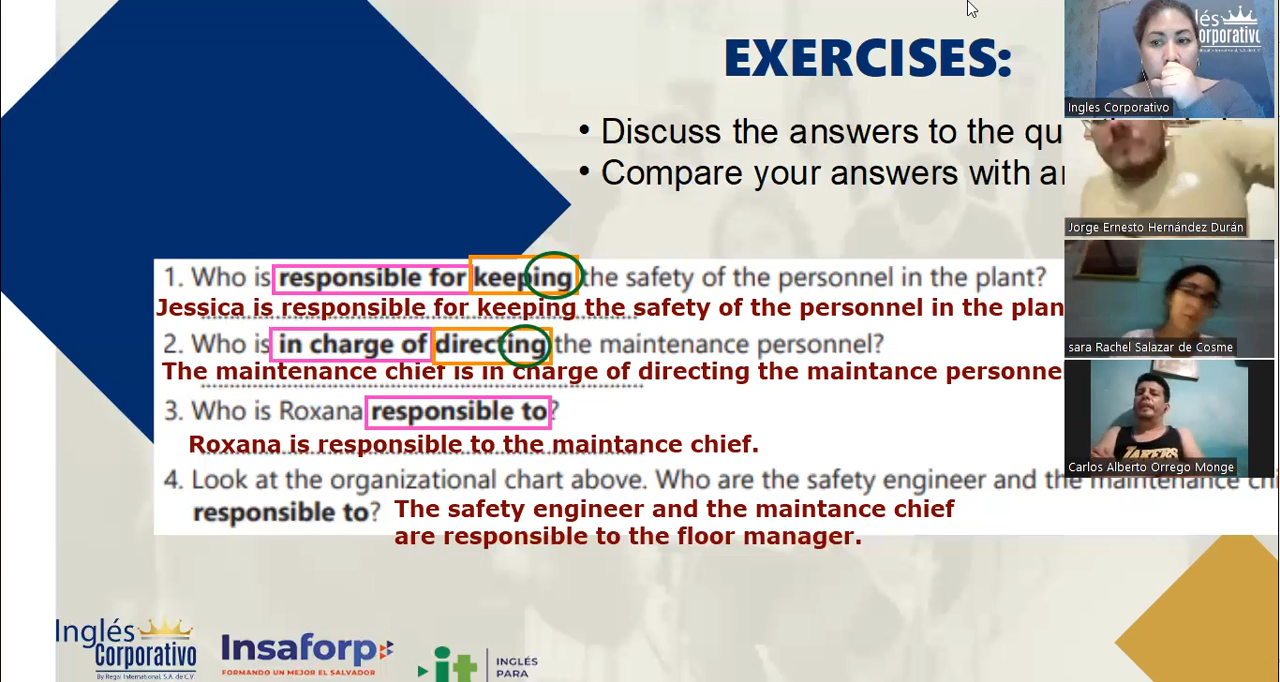 EXERCISES:
• Discuss the answers to the
• Compare your answers with
1. Who is responsible for keeping the safety of the personnel in the plant?
Jessica is responsible for keeping the safety of the personnel in the plan
2. Who is in charge of directing the maintenance personnel?
The maintenance chief is in charge of directing the maintance personne
3. Who is Roxana responsible to?
Roxana is responsible to the maintance chief.
4. Look at the organizational chart above. Who are the safety engineer and the maintenance
responsible to?
The safety engineer and the maintance chief
are responsible to the floor manager.
Inglés
Corporativo
By Regal International, S.A. de C.V.
Insaforp
FORMANDO UN MEJOR EL SALVADOR
it
INGLÉS
PARA
lés
orporativo
Ingles Corporativo
Jorge Ernesto Hernández Durán
sara Rachel Salazar de Cosme
LAKERS
Carlos Alberto Orrego Monge